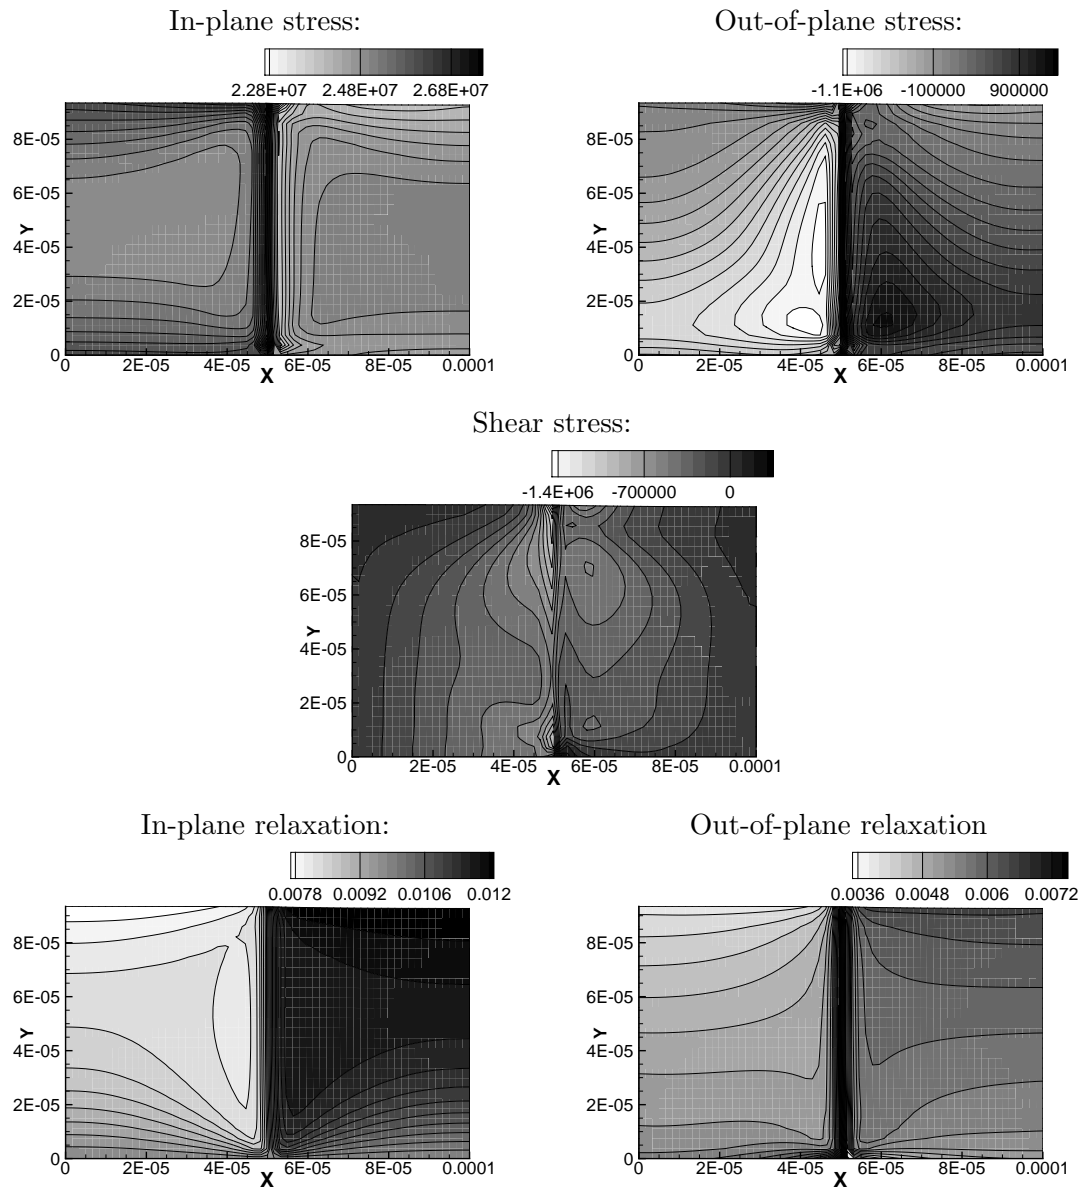 In-plane stress:
2.28E+07 2.48E+07 2.68E+07
8E-05
6E-05
Y
4E-05
2E-05
0
0 2E-05 4E-05 6E-05 8E-05 0.0001
X
Out-of-plane stress:
-1.1E+06 -100000 900000
8E-05
6E-05
Y
4E-05
2E-05
0
0 2E-05 4E-05 6E-05 8E-05 0.0001
X
Shear stress:
-1.4E+06 -700000 0
8E-05
6E-05
Y
4E-05
2E-05
0
0 2E-05 4E-05 6E-05 8E-05 0.0001
X
In-plane relaxation:
0.0078 0.0092 0.0106 0.012
8E-05
6E-05
Y
4E-05
2E-05
0
0 2E-05 4E-05 6E-05 8E-05 0.0001
X
Out-of-plane relaxation
0.0036 0.0048 0.006 0.0072
8E-05
6E-05
Y
4E-05
2E-05
0
0 2E-05 4E-05 6E-05 8E-05 0.0001
X